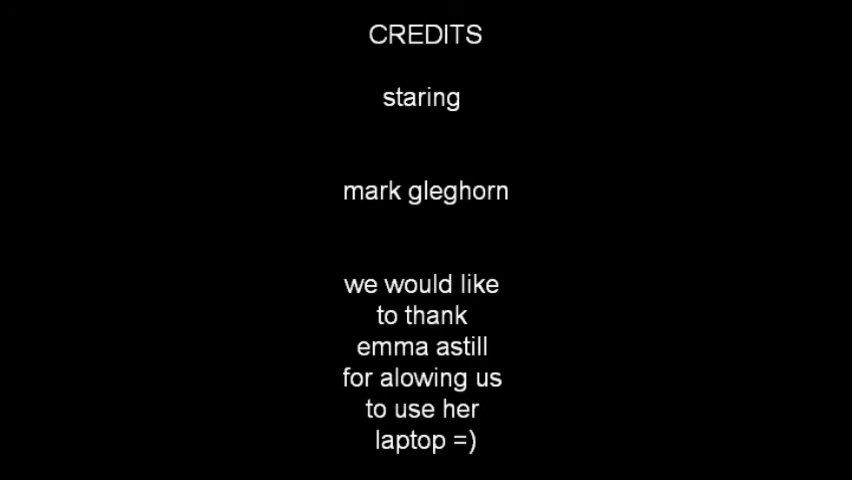 CREDITS
staring
mark gleghorn
we would like
to thank
emma astill
for alowing us
to use her
laptop =)